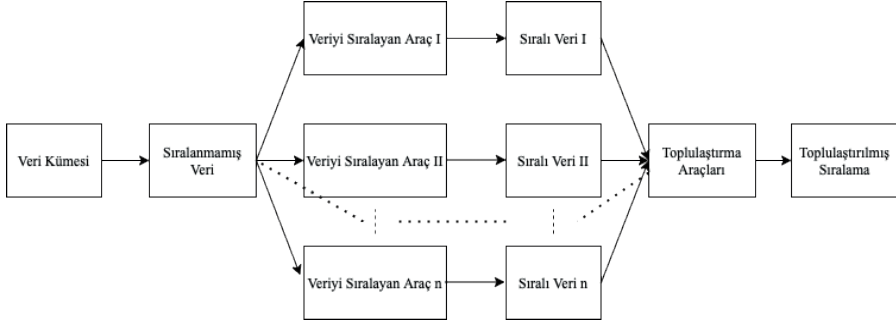 Veriyi Sıralayan Araç I
Sıralı Veri I
Veri Kümesi
Sıralanmamış
Veri
Veriyi Sıralayan Araç II
Sıralı Veri II
Toplulaştırma
Araçları
Toplulaştırılmış
Sıralama
Veriyi Sıralayan Araç n
Sıralı Veri n